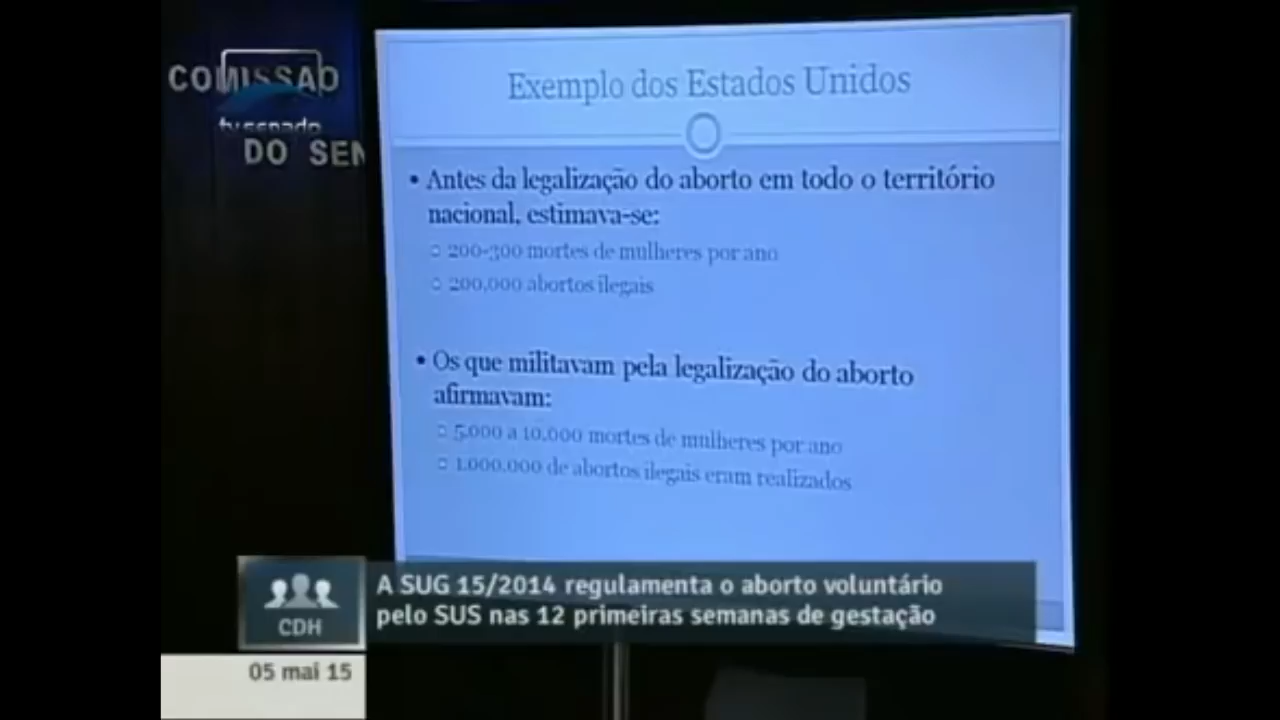 COMISSAO
tv senado
DO SEN
Exemplo dos Estados Unidos
• Antes da legalização do aborto em todo o território
nacional, estimava-se:
200-300 mortes de mulheres por ano
200.000 abortos ilegais
• Os que militavam pela legalização do aborto
afirmavam:
5.000 a 10.000 mortes de mulheres por ano
1.000.000 de abortos ilegais eram realizados
A SUG 15/2014 regulamenta o aborto voluntário
pelo SUS nas 12 primeiras semanas de gestação
CDH
05 mai 15